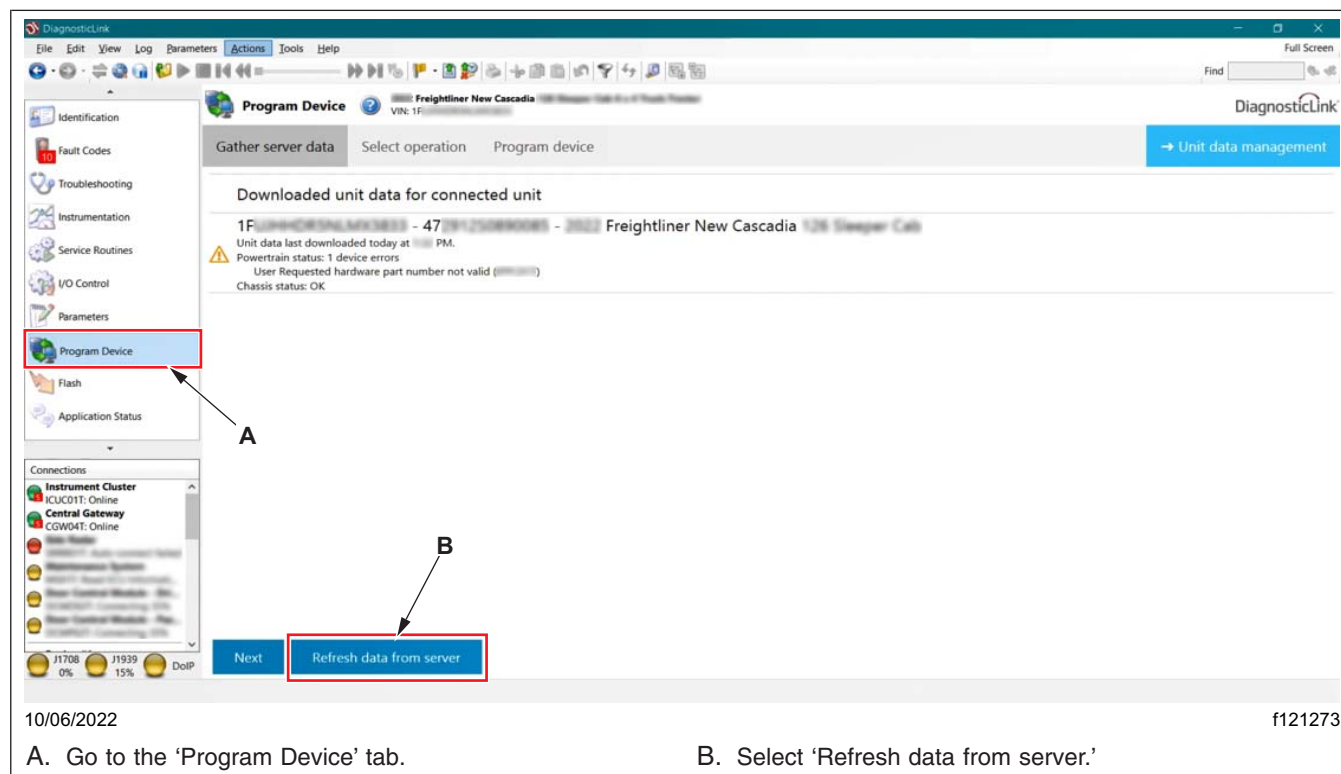 DiagnosticLink
File Edit View Log Parameters Actions Tools Help Full Screen
Find
Identification
Fault Codes
10
Troubleshooting
Instrumentation
Service Routines
I/O Control
Parameters
Program Device
Flash
Application Status
Connections
Instrument Cluster
ICUC01T: Online
Central Gateway
CGW04T: Online
J1708 J1939 DoIP
0% 15%
Program Device Freightliner New Cascadia
VIN: 1F
DiagnosticLink
Gather server data Select operation Program device → Unit data management
Downloaded unit data for connected unit
1F - 47 - Freightliner New Cascadia
Unit data last downloaded today at PM.
Powertrain status: 1 device errors
User Requested hardware part number not valid ( )
Chassis status: OK
A
B
Next Refresh data from server
10/06/2022 f121273
A. Go to the ‘Program Device’ tab. B. Select ‘Refresh data from server.’